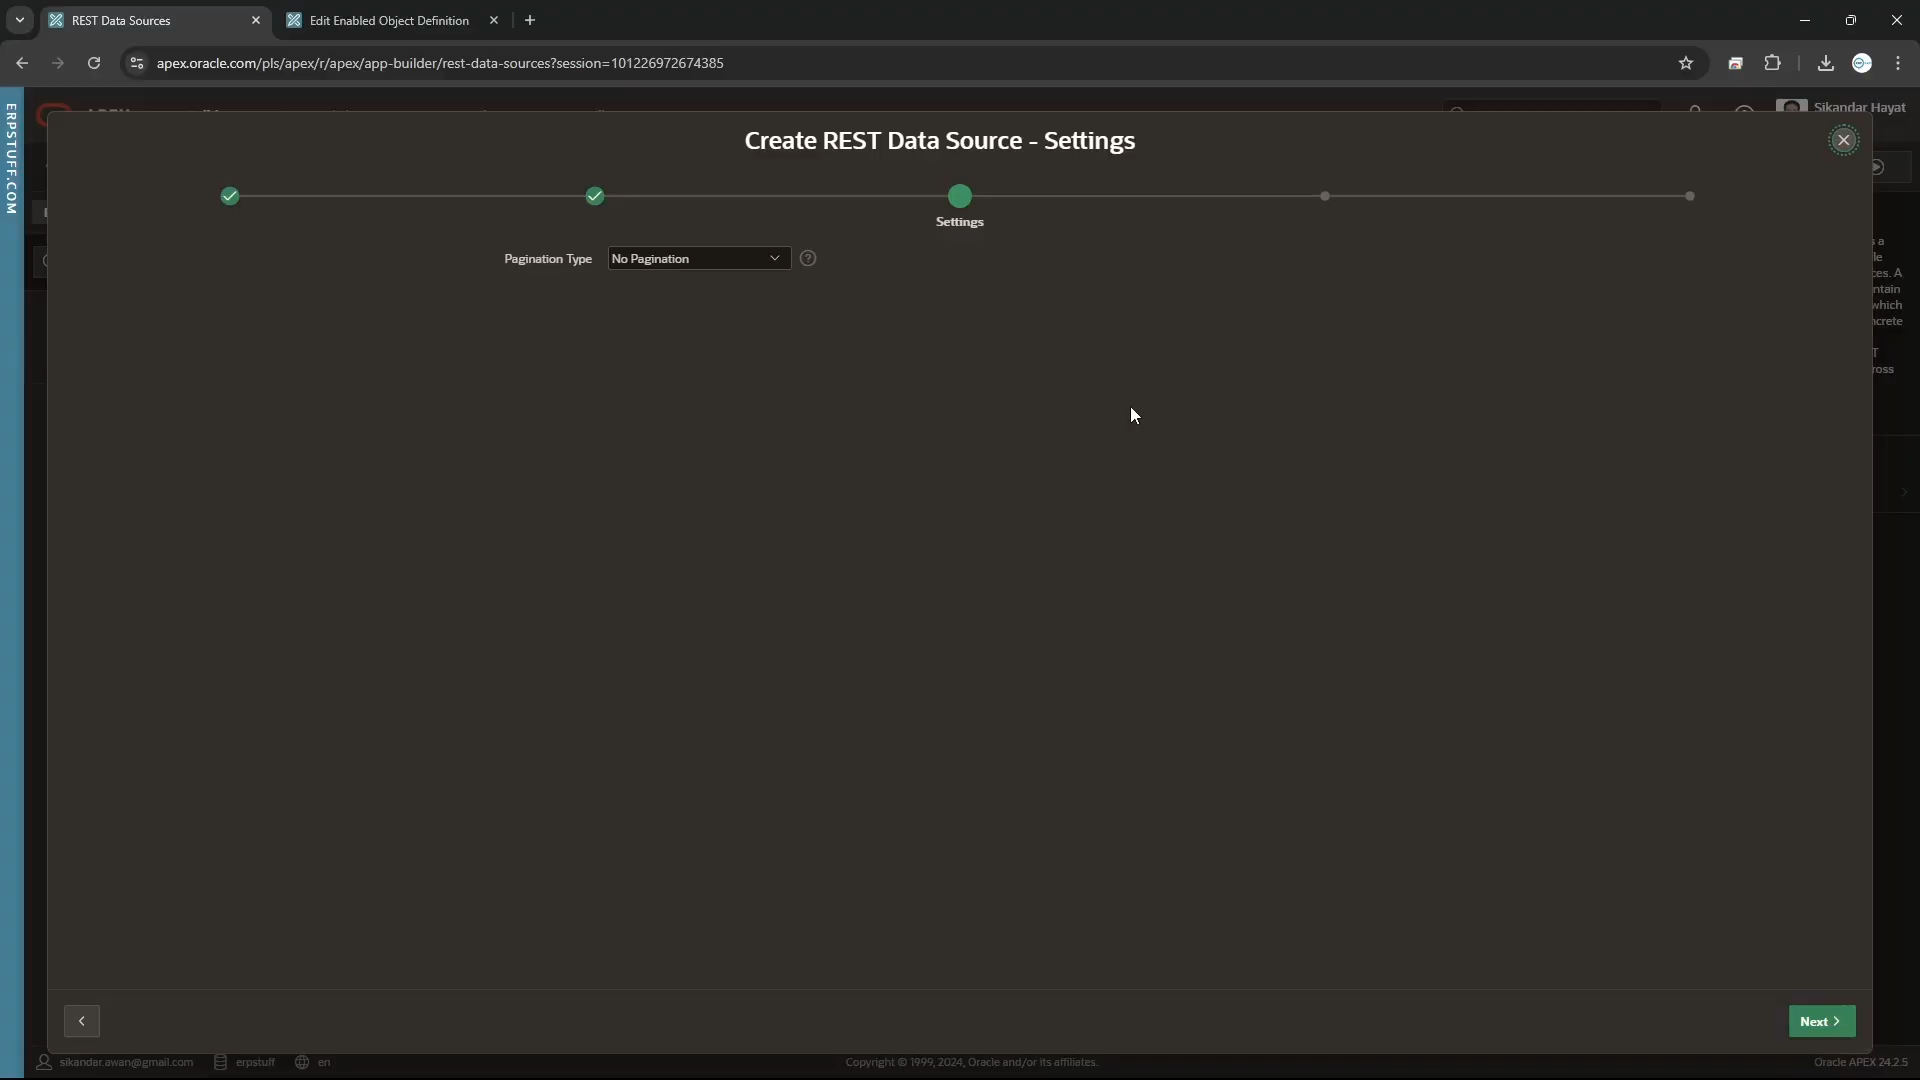 REST Data Sources
Edit Enabled Object Definition
apex.oracle.com/pls/apex/r/apex/app-builder/rest-data-sources?session=101226972674385
ERPSTUFF.COM
Sikandar Hayat
Create REST Data Source - Settings
Settings
Pagination Type
No Pagination
Next
sikandar.awan@gmail.com
erpstuff
en
Copyright © 1999, 2024, Oracle and/or its affiliates.
Oracle APEX 24.2.5